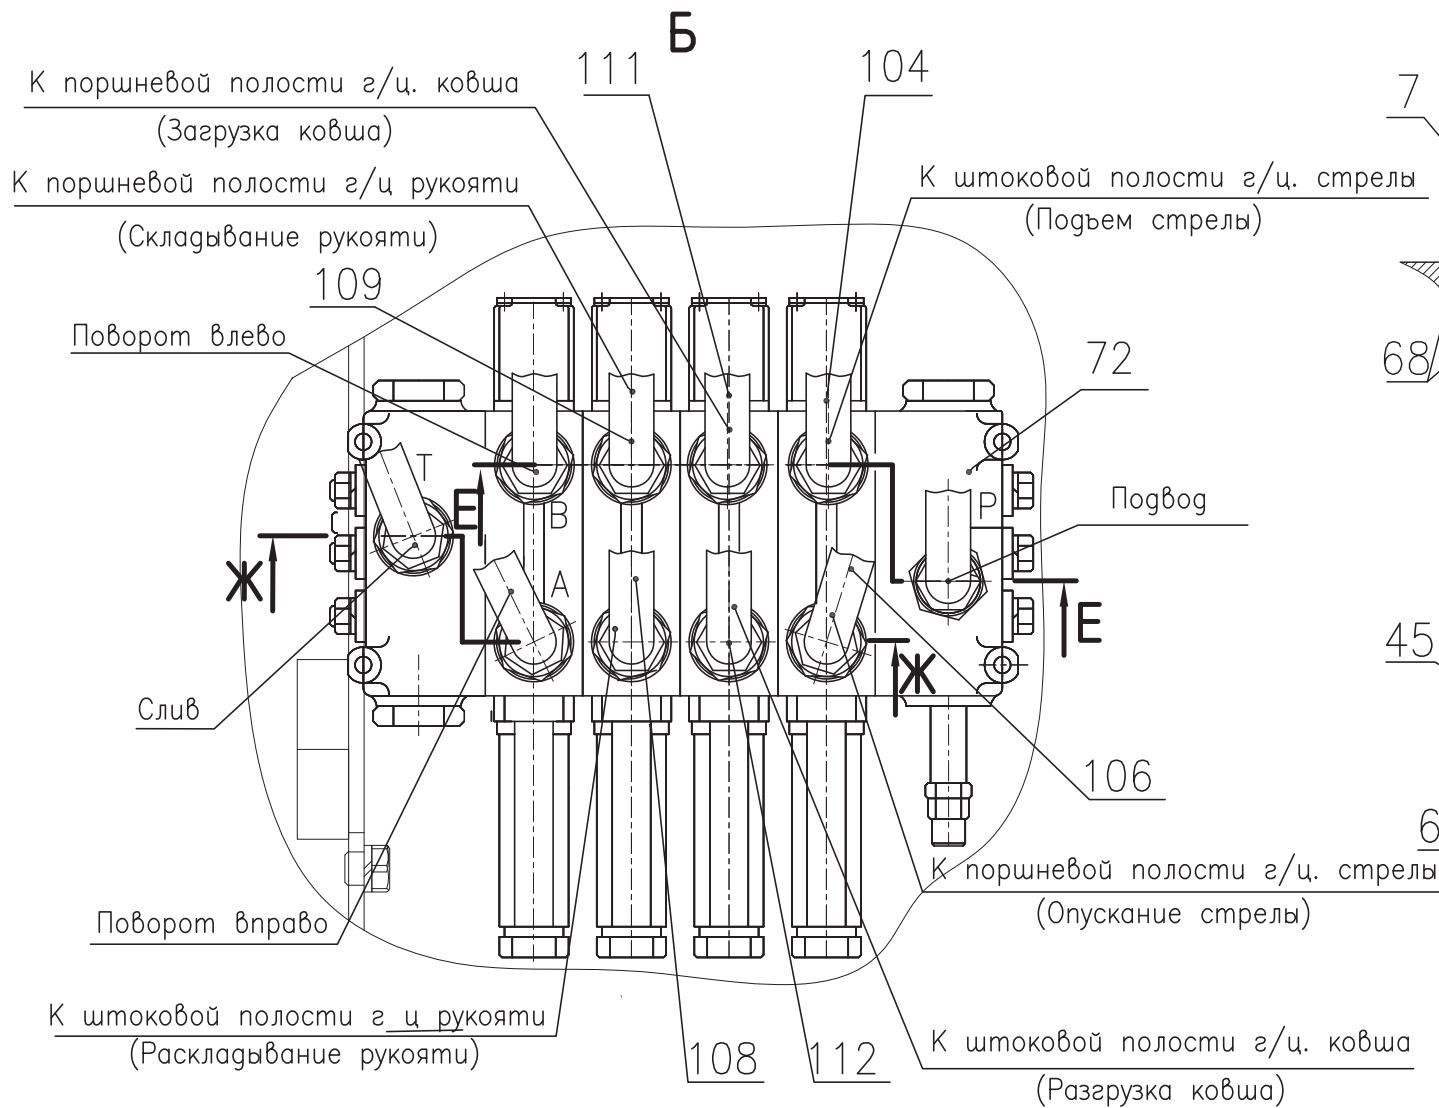 Б
К поршневой полости г/ц. ковша
(Загрузка ковша)
111
104
7
К поршневой полости г/ц рукояти
(Складывание рукояти)
К штоковой полости г/ц. стрелы
(Подъем стрелы)
109
Поворот влево
72
68
T
P
Подвод
Е
B
Ж
A
Е
45
Ж
Слив
106
6
К поршневой полости г/ц. стрелы
(Опускание стрелы)
Поворот вправо
К штоковой полости г ц рукояти
(Раскладывание рукояти)
108
112
К штоковой полости г/ц. ковша
(Разгрузка ковша)